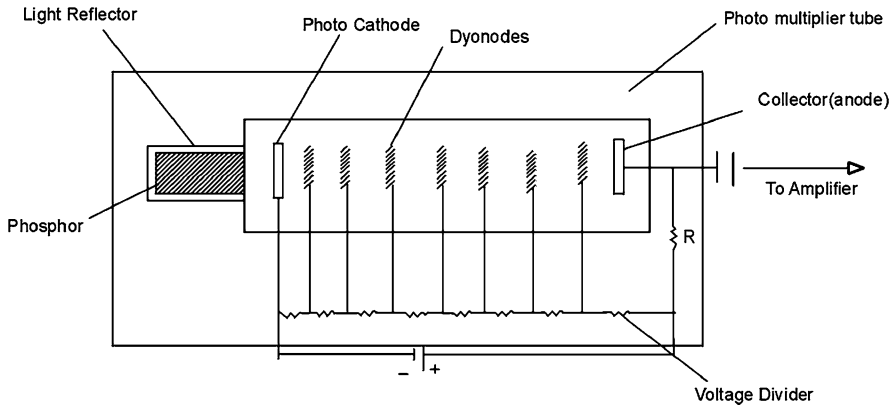 Light Reflector
Photo Cathode
Dyonodes
Photo multiplier tube
Collector(anode)
To Amplifier
Phosphor
R
– +
Voltage Divider